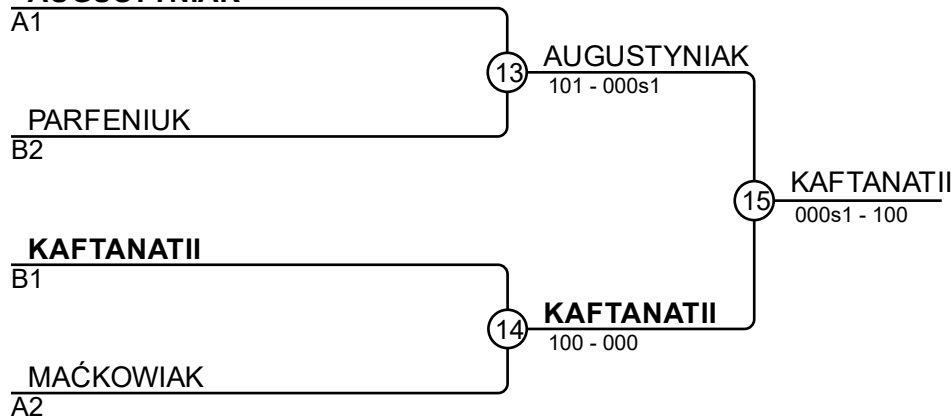 AUGUSTYNIAK
A1
13
AUGUSTYNIAK
101 - 000s1
PARFENIUK
B2
15
KAFTANATII
000s1 - 100
KAFTANATII
B1
14
KAFTANATII
100 - 000
MAĆKOWIAK
A2